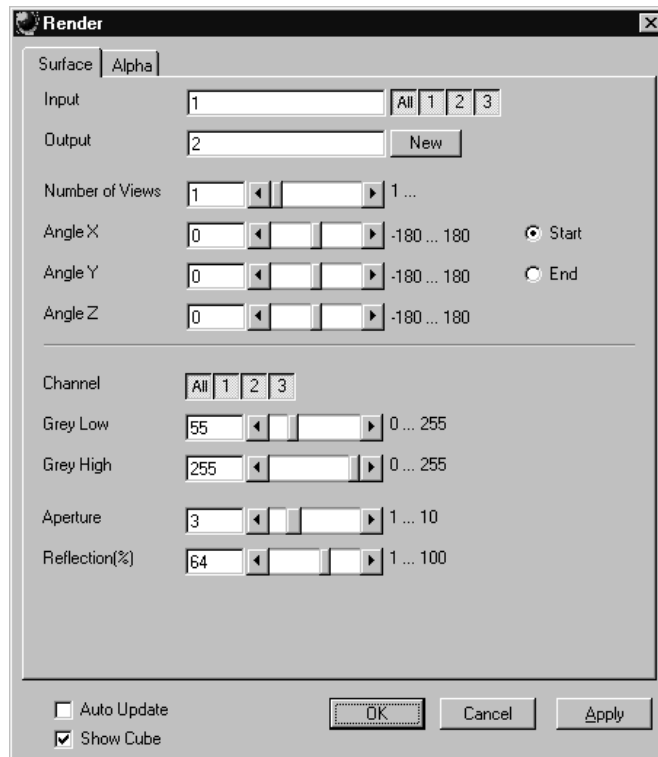 Render
Surface Alpha
Input 1 All 1 2 3
Output 2 New
Number of Views 1 1 ...
Angle X 0 -180 ... 180 Start
Angle Y 0 -180 ... 180 End
Angle Z 0 -180 ... 180
Channel All 1 2 3
Grey Low 55 0 ... 255
Grey High 255 0 ... 255
Aperture 3 1 ... 10
Reflection(%) 64 1 ... 100
Auto Update OK Cancel Apply
Show Cube